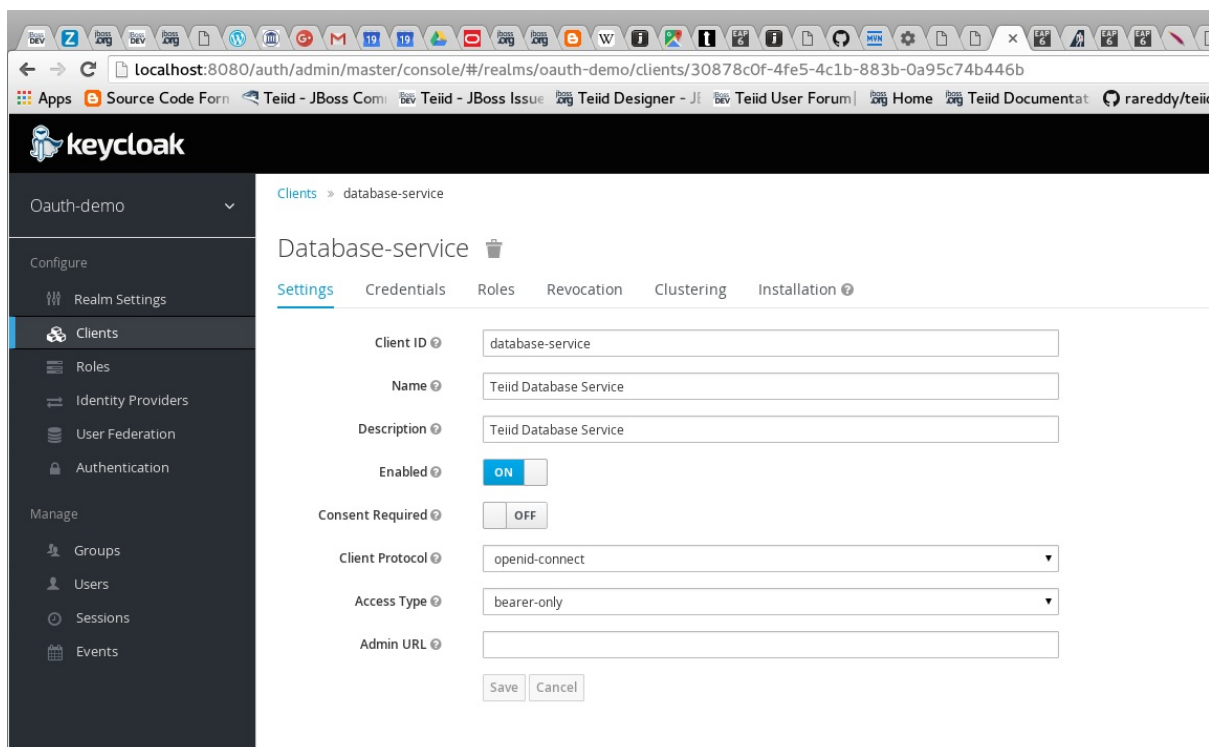 localhost:8080/auth/admin/master/console/#/realms/oauth-demo/clients/30878c0f-4fe5-4c1b-883b-0a95c74b446b
Apps Source Code Forn Teiid - JBoss Com Teiid - JBoss Issue Teiid Designer - JE Teiid User Forum| Home Teiid Documentat rareddy/teiic
keycloak
Oauth-demo
Clients » database-service
Database-service
Configure
Settings Credentials Roles Revocation Clustering Installation
Realm Settings
Clients
Roles
Identity Providers
User Federation
Authentication
Manage
Groups
Users
Sessions
Events
Client ID database-service
Name Teiid Database Service
Description Teiid Database Service
Enabled ON
Consent Required OFF
Client Protocol openid-connect
Access Type bearer-only
Admin URL
Save Cancel